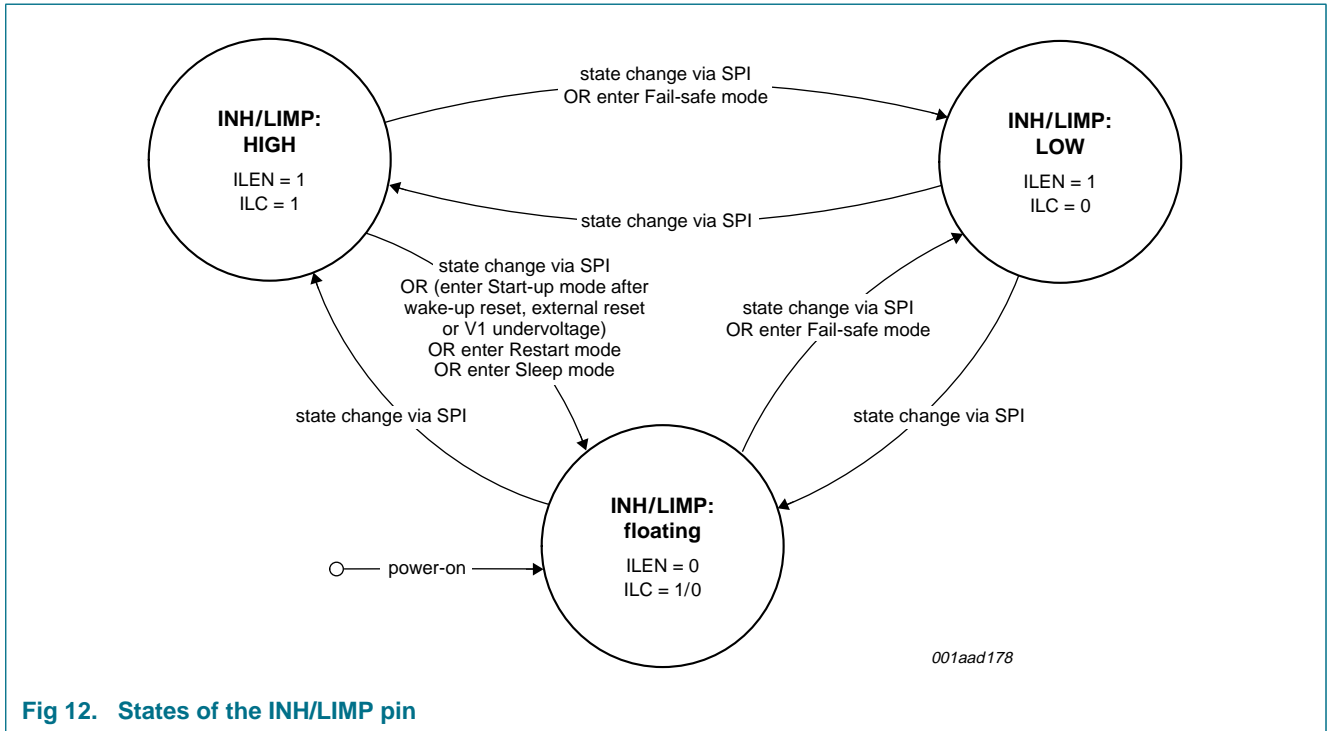 state change via SPI
OR enter Fail-safe mode
INH/LIMP:
HIGH
ILEN = 1
ILC = 1
INH/LIMP:
LOW
ILEN = 1
ILC = 0
state change via SPI
state change via SPI
OR (enter Start-up mode after
wake-up reset, external reset
or V1 undervoltage)
OR enter Restart mode
OR enter Sleep mode
state change via SPI
OR enter Fail-safe mode
state change via SPI
state change via SPI
INH/LIMP:
floating
ILEN = 0
ILC = 1/0
power-on
001aad178
Fig 12. States of the INH/LIMP pin